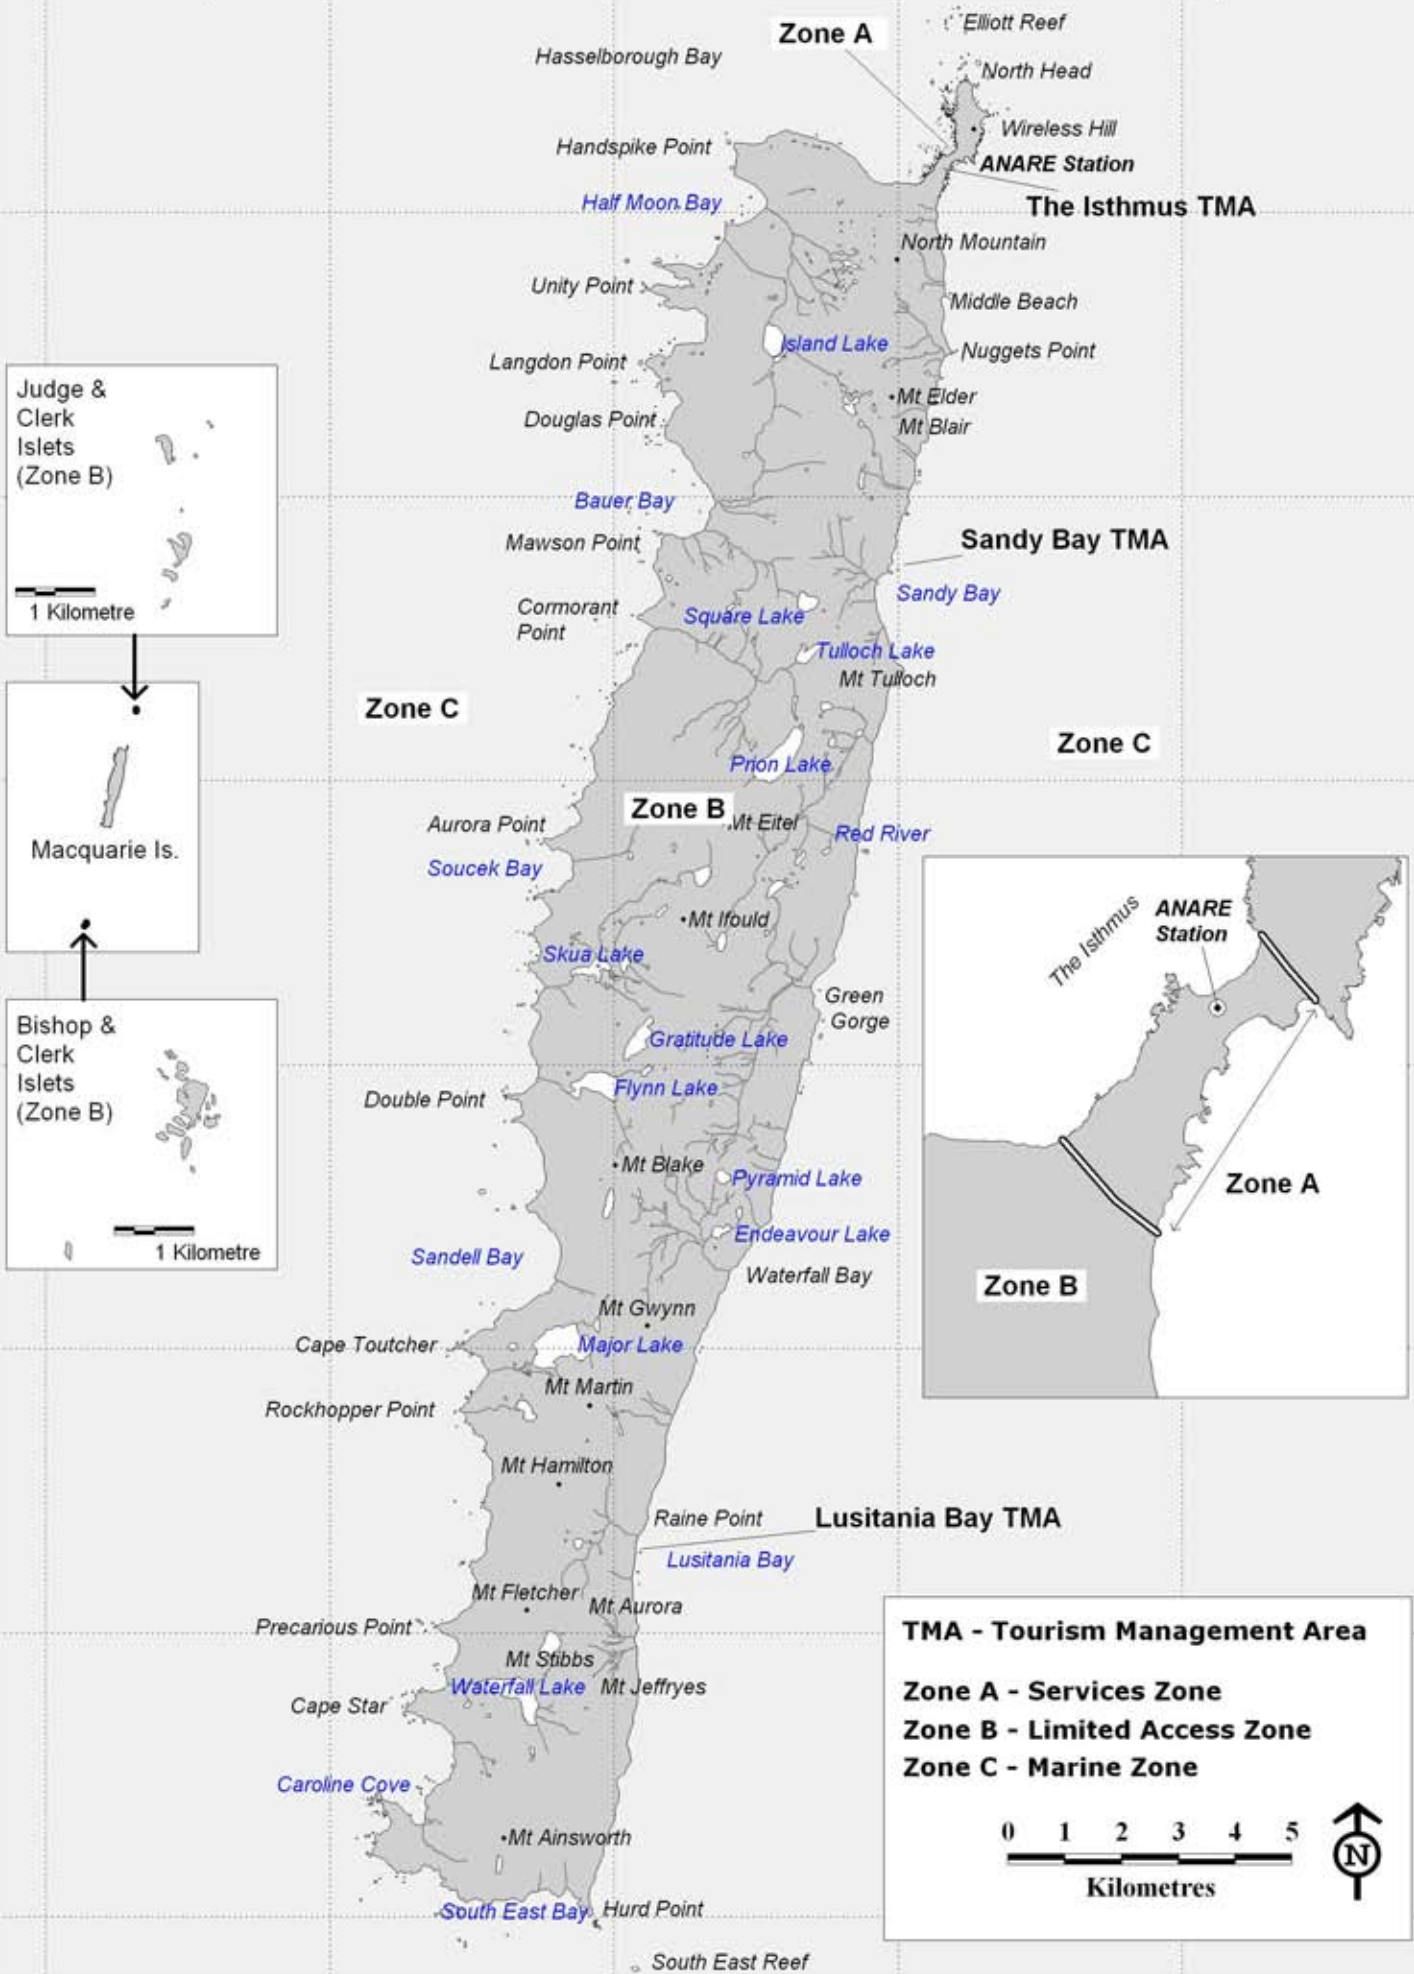 Elliott Reef
Zone A
Hasselborough Bay
North Head
Wireless Hill
Handspike Point
ANARE Station
Half Moon Bay
The Isthmus TMA
North Mountain
Unity Point
Middle Beach
Island Lake
Nuggets Point
Langdon Point
Judge &
Clerk
Islets
(Zone B)
1 Kilometre
Mt Elder
Douglas Point
Mt Blair
Bauer Bay
Mawson Point
Sandy Bay TMA
Sandy Bay
Cormorant
Point
Square Lake
Tulloch Lake
Mt Tulloch
Zone C
Zone C
Prion Lake
Zone B
Macquarie Is.
Aurora Point
Mt Eitel
Red River
Soucek Bay
Mt Ifould
Skua Lake
Green
Gorge
Bishop &
Clerk
Islets
(Zone B)
1 Kilometre
Gratitude Lake
Flynn Lake
Double Point
Mt Blake
Pyramid Lake
Endeavour Lake
Sandell Bay
Waterfall Bay
The Isthmus
ANARE
Station
Zone A
Zone B
Mt Gwynn
Cape Toutcher
Major Lake
Mt Martin
Rockhopper Point
Mt Hamilton
Raine Point
Lusitania Bay TMA
Lusitania Bay
Mt Fletcher
Mt Aurora
Precarious Point
Mt Stibbs
Waterfall Lake
Mt Jeffryes
Cape Star
Caroline Cove
Mt Ainsworth
South East Bay
Hurd Point
South East Reef
TMA - Tourism Management Area
Zone A - Services Zone
Zone B - Limited Access Zone
Zone C - Marine Zone
0 1 2 3 4 5
Kilometres
N